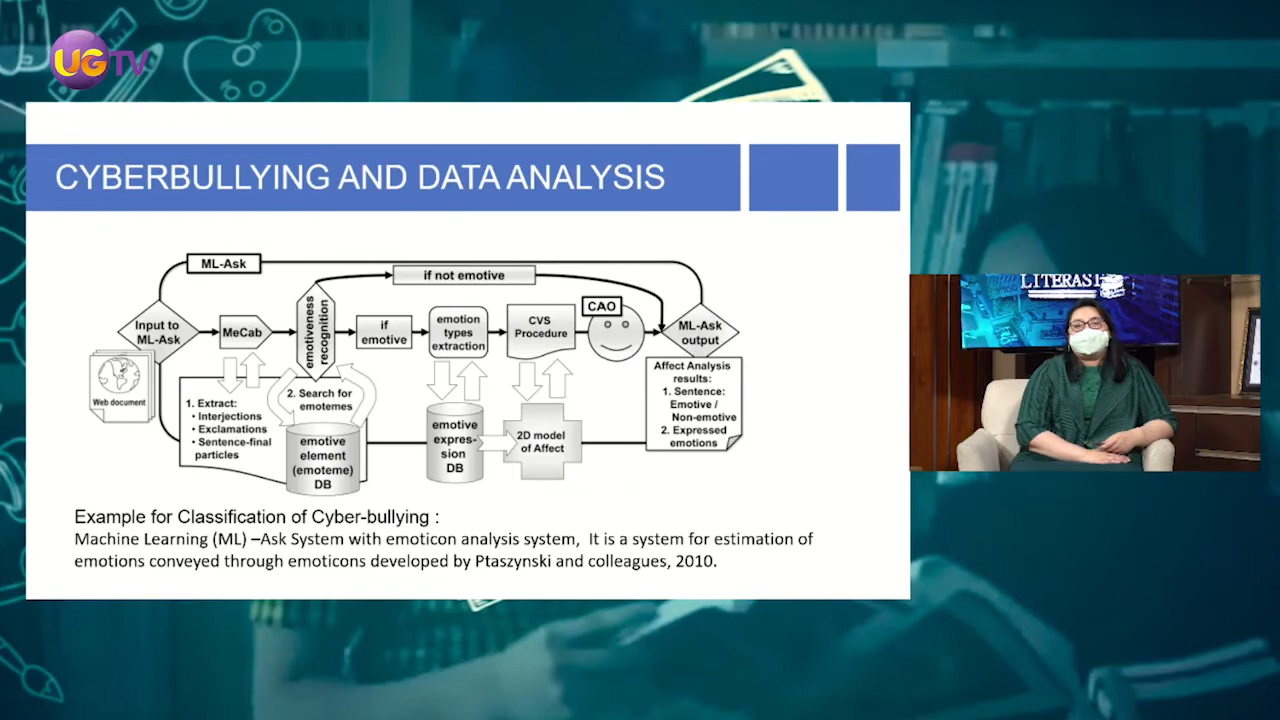 UGTV
CYBERBULLYING AND DATA ANALYSIS
ML-Ask
if not emotive
Input to
ML-Ask
MeCab
emotiveness
recognition
if
emotive
emotion
types
extraction
CVS
Procedure
CAO
ML-Ask
output
Web document
1. Extract:
• Interjections
• Exclamations
• Sentence-final
particles
2. Search for
emotemes
emotive
element
(emoteme)
DB
emotive
expres-
sion
DB
2D model
of Affect
Affect Analysis
results:
1. Sentence:
Emotive /
Non-emotive
2. Expressed
emotions
Example for Classification of Cyber-bullying :
Machine Learning (ML) –Ask System with emoticon analysis system,  It is a system for estimation of
emotions conveyed through emoticons developed by Ptaszynski and colleagues, 2010.